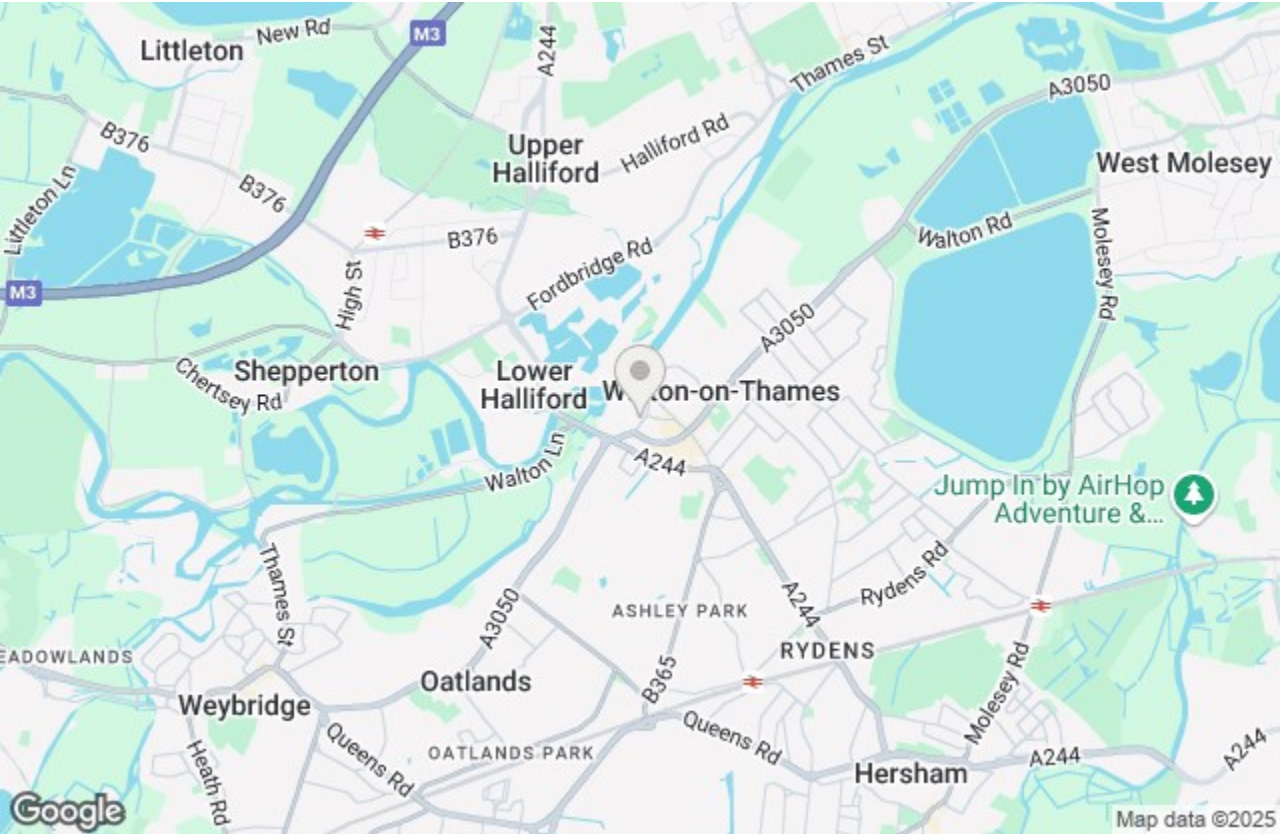 Littleton
New Rd
M3
A244
Thames St
A3050
B376
Upper
Halliford
Halliford Rd
West Molesey
Littleton Ln
B376
B376
Walton Rd
Molesey Rd
M3
High St
Fordbridge Rd
A3050
Chertsey Rd
Shepperton
Lower
Halliford
W
ton-on-Thames
Walton Ln
A244
Jump In by AirHop
Adventure &...
Thames St
A3050
ASHLEY PARK
A244
Rydens Rd
EADOWLANDS
RYDENS
Oatlands
B365
Weybridge
Molesey Rd
Queens Rd
Queens Rd
OATLANDS PARK
Heath Rd
Hersham
A244
A244
Google
Map data ©2025